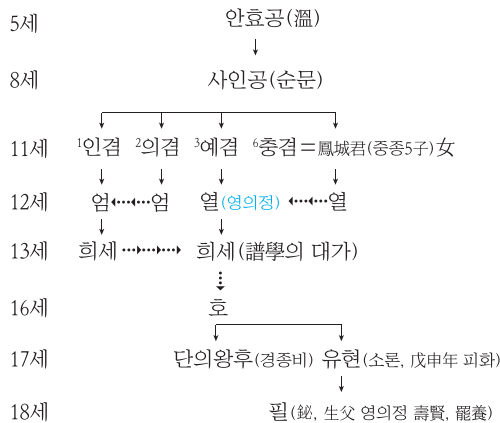 5세 안효공(溫)
8세 사인공(순문)
11세 1인겸 2의겸 3예겸 6충겸=鳳城君(중종5子)女
12세 엄 엄 열(영의정) 열
13세 희세 희세(譜學의 대가)
16세 호
17세 단의왕후(경종비) 유현(소론, 戊申年 피화)
18세 필(鉍, 生父 영의정 壽賢, 罷養)